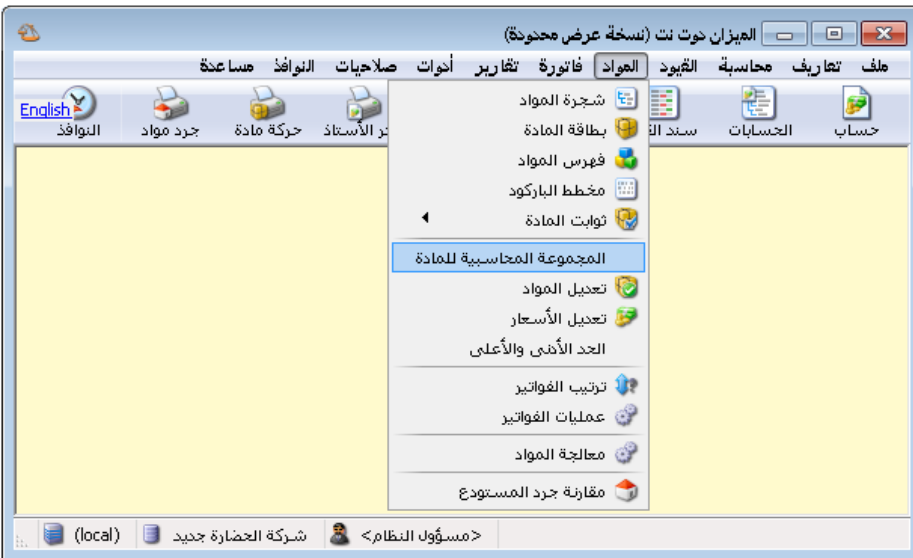 الميزان دوت نت (نسخة عرض محدودة)
ملف تعاريف محاسبة القيود المواد فاتورة تقارير أدوات صلاحيات النوافذ مساعدة
حساب الحسابات سند حركة مادة جرد مواد النوافذ English
شجرة المواد
بطاقة المادة
فهرس المواد
مخطط الباركود
ثوابت المادة
المجموعة المحاسبية للمادة
تعديل المواد
تعديل الأسعار
الحد الأدنى والأعلى
ترتيب الفواتير
عمليات الفواتير
معالجة المواد
مقارنة جرد المستودع
<مسؤول النظام> شركة الحضارة جديد (local)